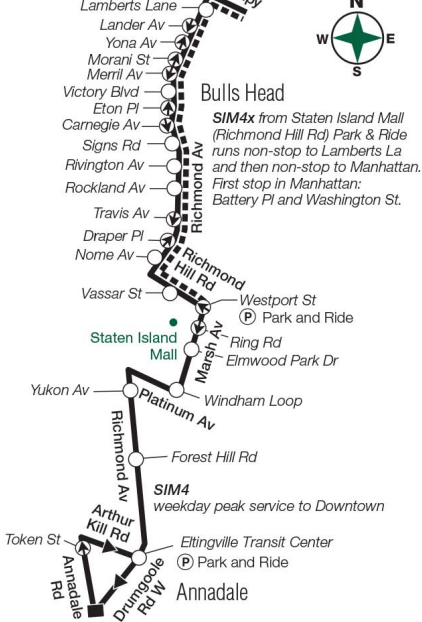 Lamberts Lane
N
Lander Av
Yona Av
W
E
Morani St
Merril Av
S
Victory Blvd
Bulls Head
Eton Pl
Carnegie Av
SIM4x from Staten Island Mall
(Richmond Hill Rd) Park & Ride
runs non-stop to Lamberts La
and then non-stop to Manhattan.
First stop in Manhattan:
Battery Pl and Washington St.
Signs Rd
Rivington Av
Rockland Av
Richmond Av
Travis Av
Draper Pl
Nome Av
Richmond
Hill Rd
Vassar St
Westport St
P Park and Ride
Staten Island
Mall
Marsh Av
Ring Rd
Elmwood Park Dr
Yukon Av
Platinum Av
Windham Loop
Richmond Av
Forest Hill Rd
SIM4
weekday peak service to Downtown
Arthur
Kill Rd
Token St
Eltingville Transit Center
P Park and Ride
Annadale
Rd
Drumgoole
Rd W
Annadale